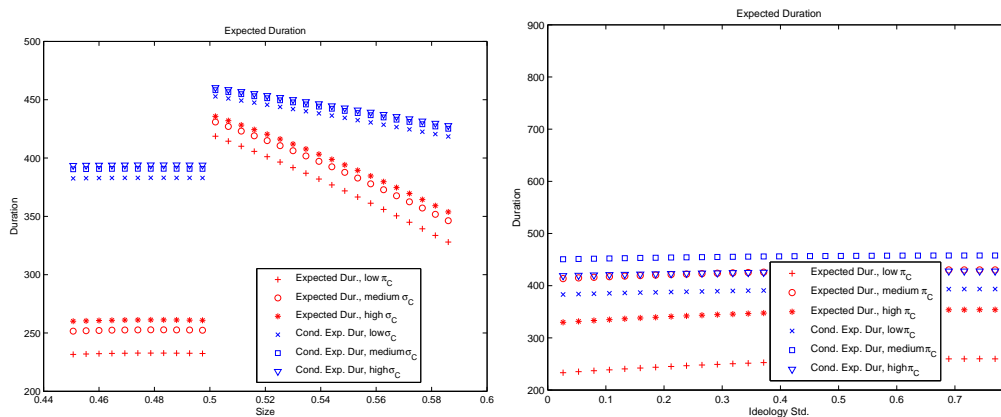 Expected Duration
500
450
400
350
300
250
200
0.44 0.46 0.48 0.5 0.52 0.54 0.56 0.58 0.6
Duration
Size
Expected Dur., low π_C
Expected Dur., medium σ_C
Expected Dur., high σ_C
Cond. Exp. Dur, low σ_C
Cond. Exp. Dur, medium σ_C
Cond. Exp. Dur, high σ_C
Expected Duration
900
800
700
600
500
400
300
200
0 0.1 0.2 0.3 0.4 0.5 0.6 0.7
Duration
Ideology Std.
Expected Dur., low π_C
Expected Dur., medium π_C
Expected Dur., high π_C
Cond. Exp. Dur, low π_C
Cond. Exp. Dur, medium π_C
Cond. Exp. Dur, high π_C